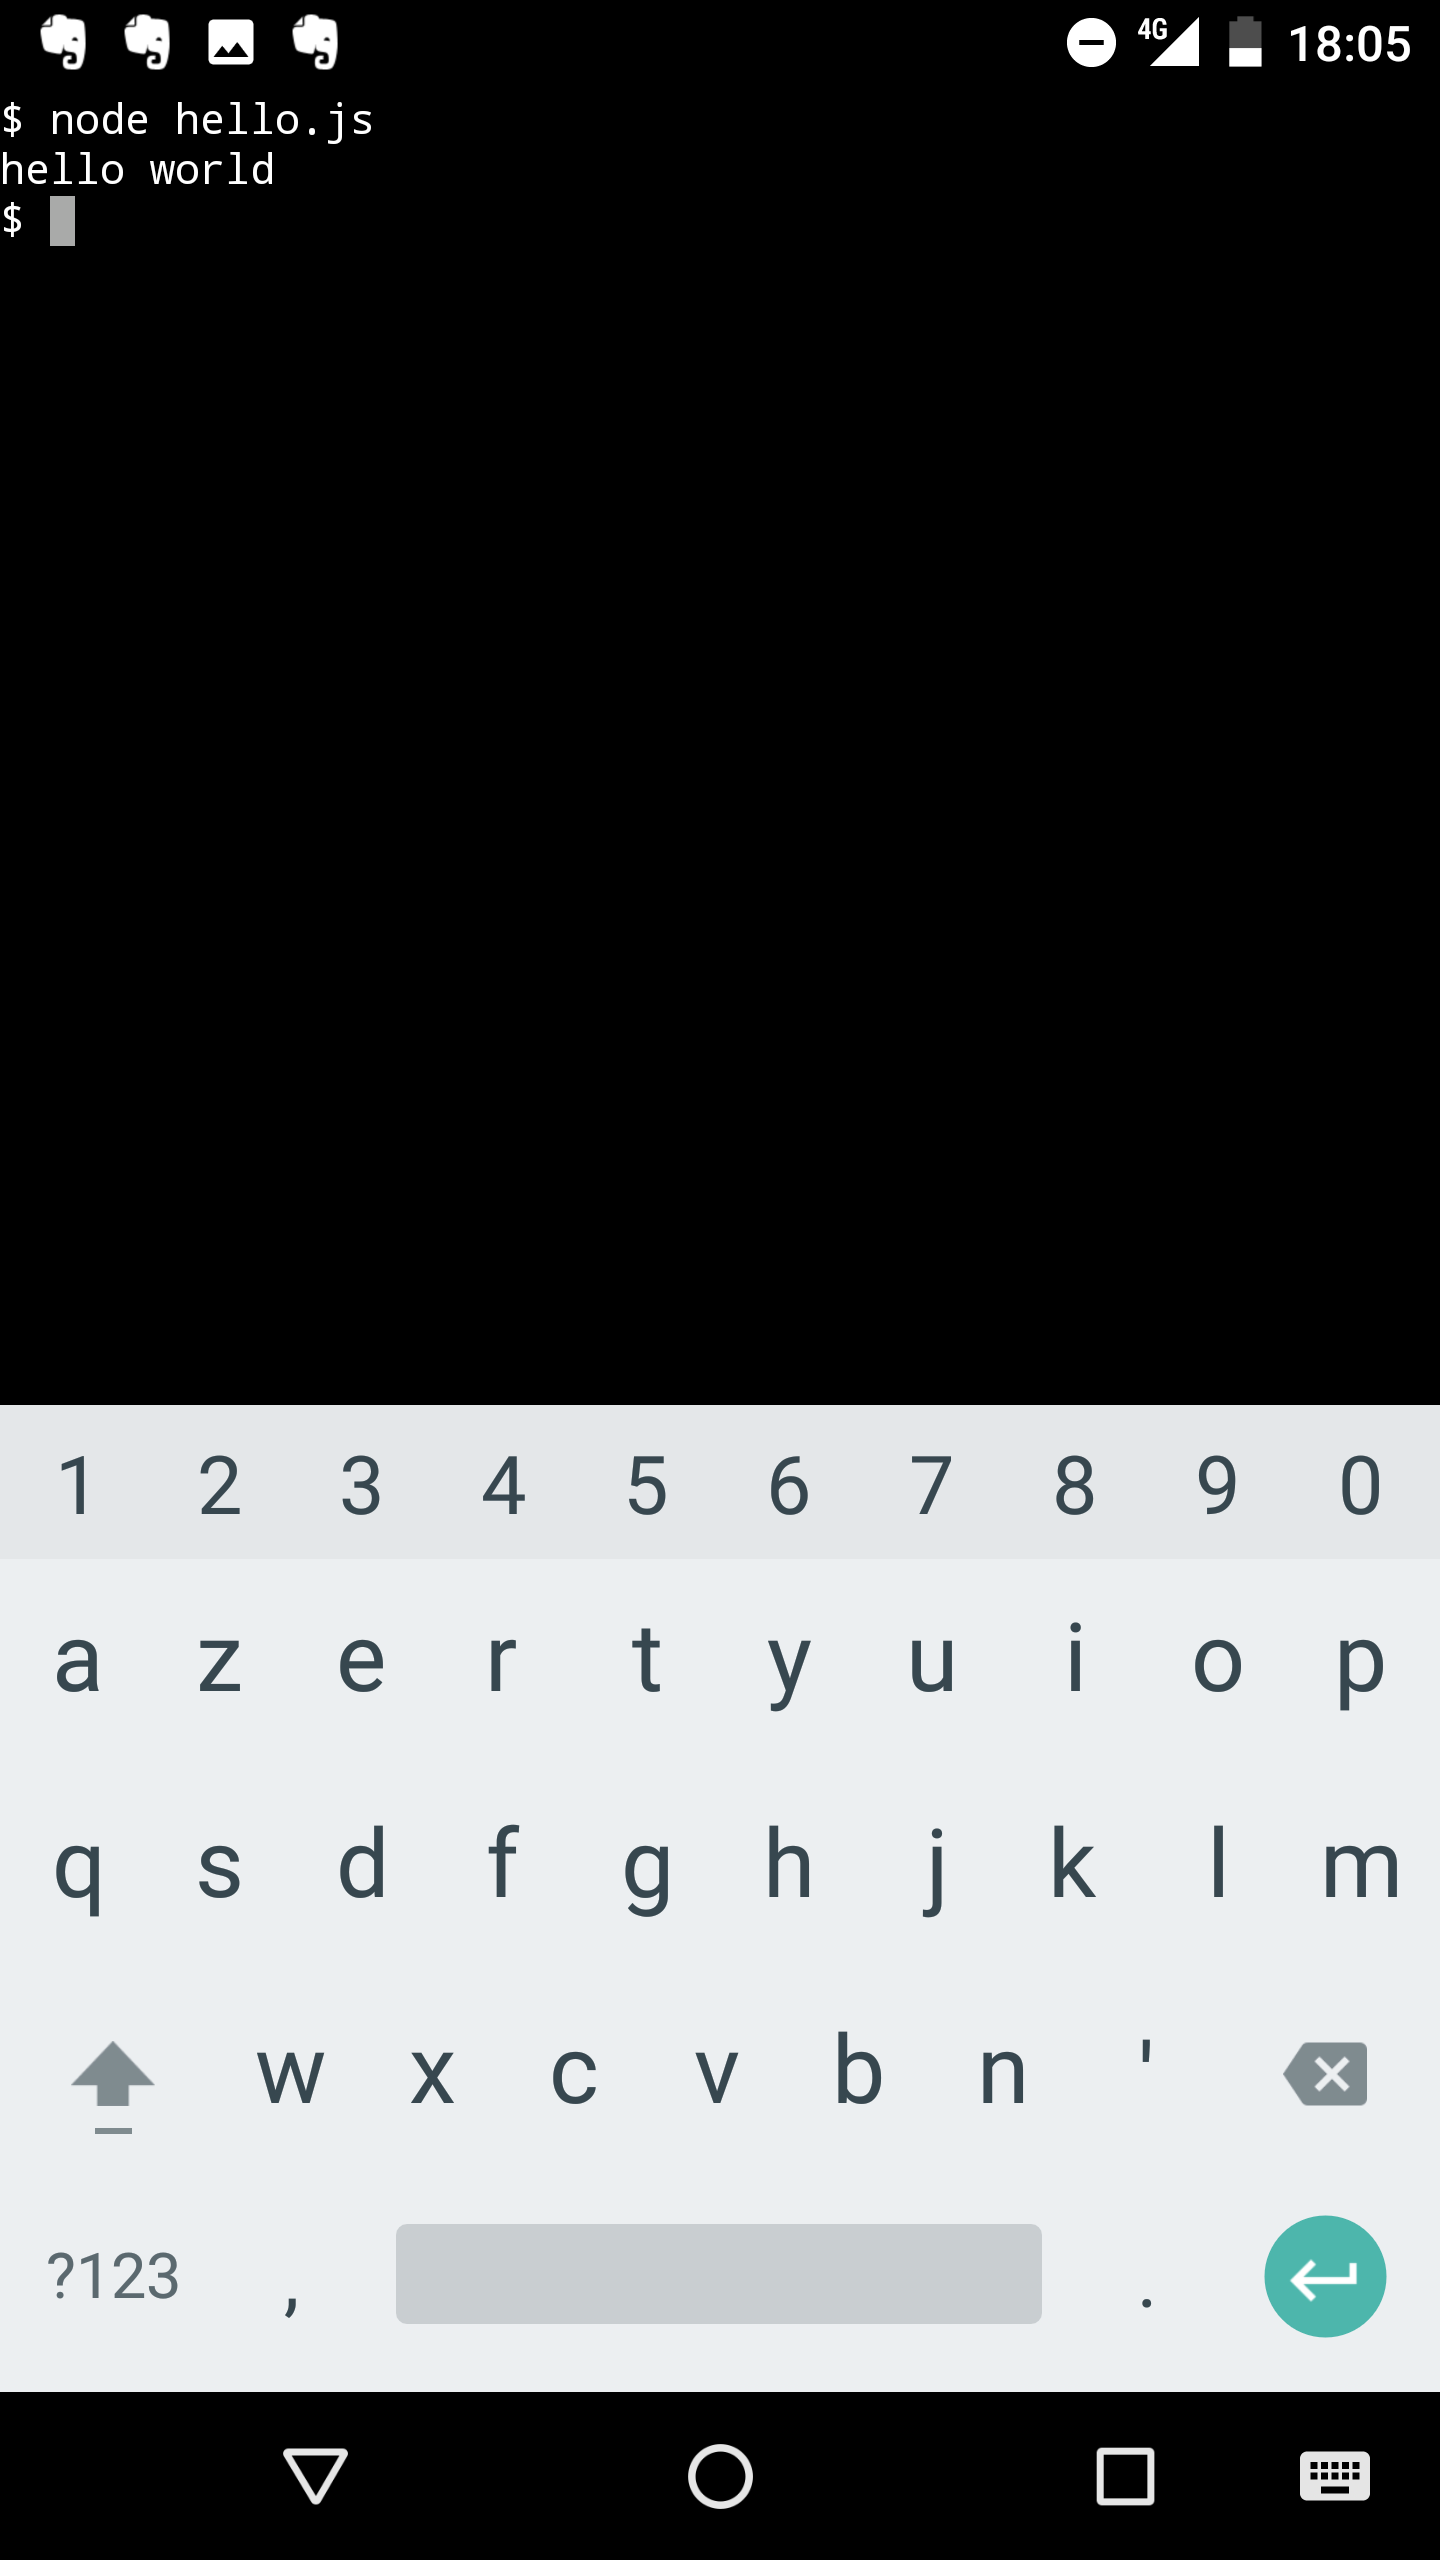 4G 18:05
$ node hello.js
hello world
$
1 2 3 4 5 6 7 8 9 0
a z e r t y u i o p
q s d f g h j k l m
w x c v b n '
?123 , .